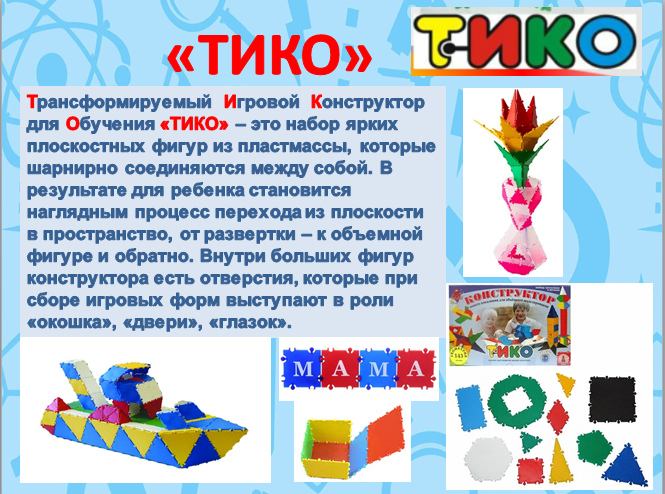 «ТИКО»
ТИКО
Трансформируемый Игровой Конструктор
для Обучения «ТИКО» – это набор ярких
плоскостных фигур из пластмассы, которые
шарнирно соединяются между собой. В
результате для ребенка становится
наглядным процесс перехода из плоскости
в пространство, от развертки – к объемной
фигуре и обратно. Внутри больших фигур
конструктора есть отверстия, которые при
сборе игровых форм выступают в роли
«окошка», «двери», «глазок».
КОНСТРУКТОР
ТИКО
МАМА